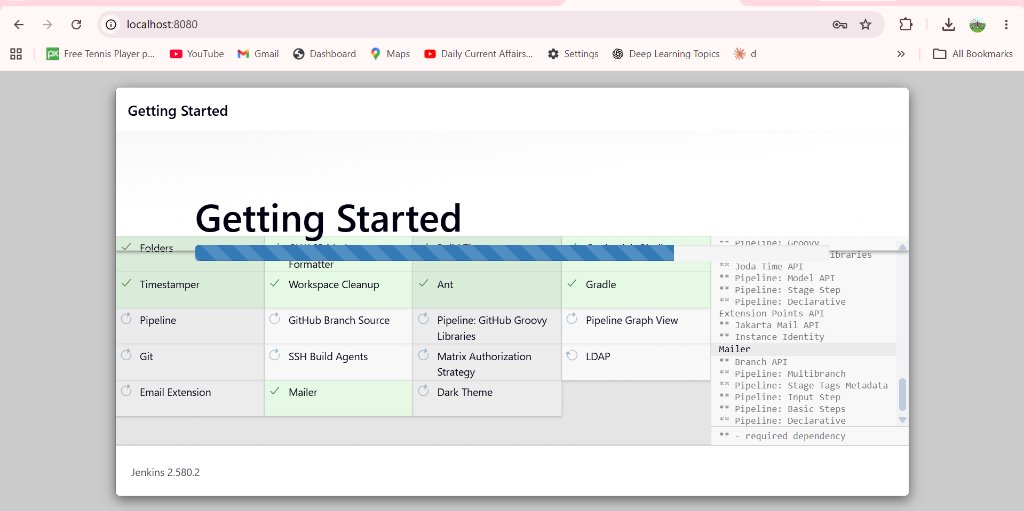 localhost:8080
Free Tennis Player p...
YouTube
Gmail
Dashboard
Maps
Daily Current Affairs...
Settings
Deep Learning Topics
d
»
All Bookmarks
Getting Started
Getting Started
Folders
Formatter
Timestamper
Workspace Cleanup
Ant
Gradle
Pipeline
GitHub Branch Source
Pipeline: GitHub Groovy
Libraries
Pipeline Graph View
Git
SSH Build Agents
Matrix Authorization
Strategy
LDAP
Email Extension
Mailer
Dark Theme
** Pipeline: Groovy
Libraries
** Joda Time API
** Pipeline: Model API
** Pipeline: Stage Step
** Pipeline: Declarative
Extension Points API
** Jakarta Mail API
** Instance Identity
Mailer
** Branch API
** Pipeline: Multibranch
** Pipeline: Stage Tags Metadata
** Pipeline: Input Step
** Pipeline: Basic Steps
** Pipeline: Declarative
** - required dependency
Jenkins 2.580.2